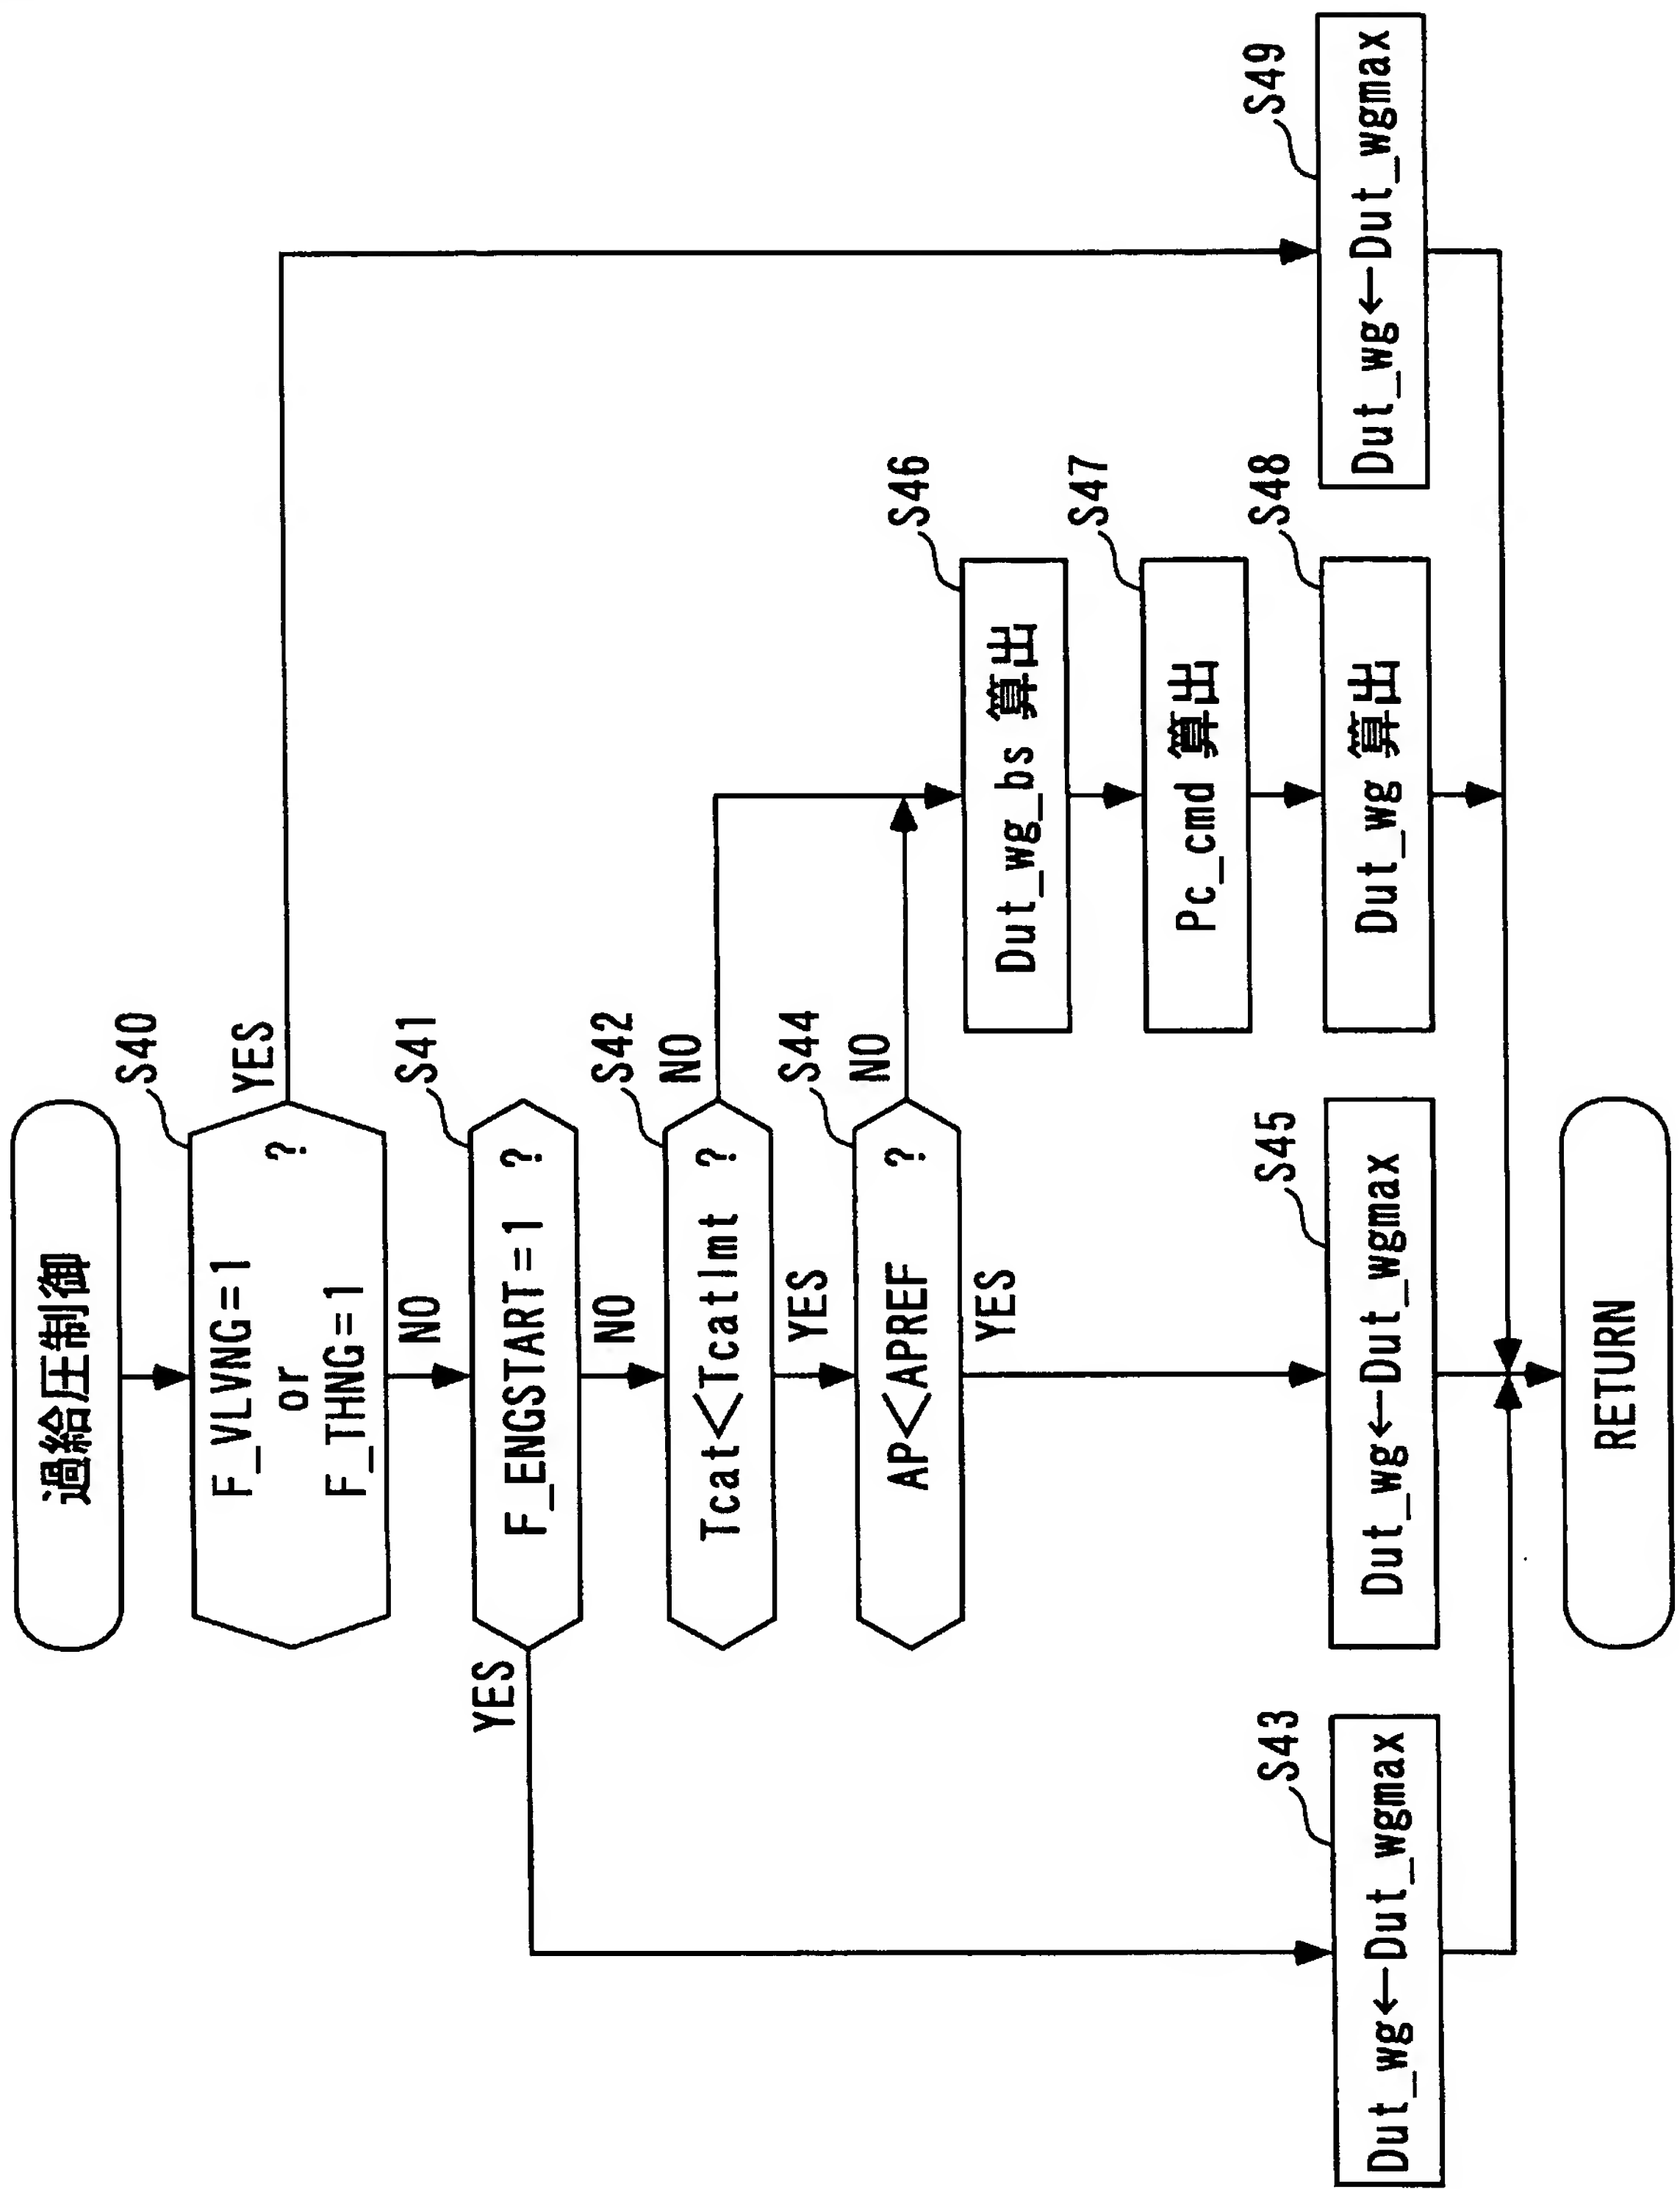 過給圧制御
S40
F_VLVNG=1
or ?
F_THNG=1
YES
NO
S41
F_ENGSTART=1 ?
YES
NO
S42
Tcat<Tcatlmt ?
NO
YES
S44
AP<APREF ?
NO
YES
S46
Dut_wg_bs 算出
S47
Pc_cmd 算出
S43
Dut_wg←Dut_wgmax
S45
Dut_wg←Dut_wgmax
S48
Dut_wg 算出
S49
Dut_wg←Dut_wgmax
RETURN